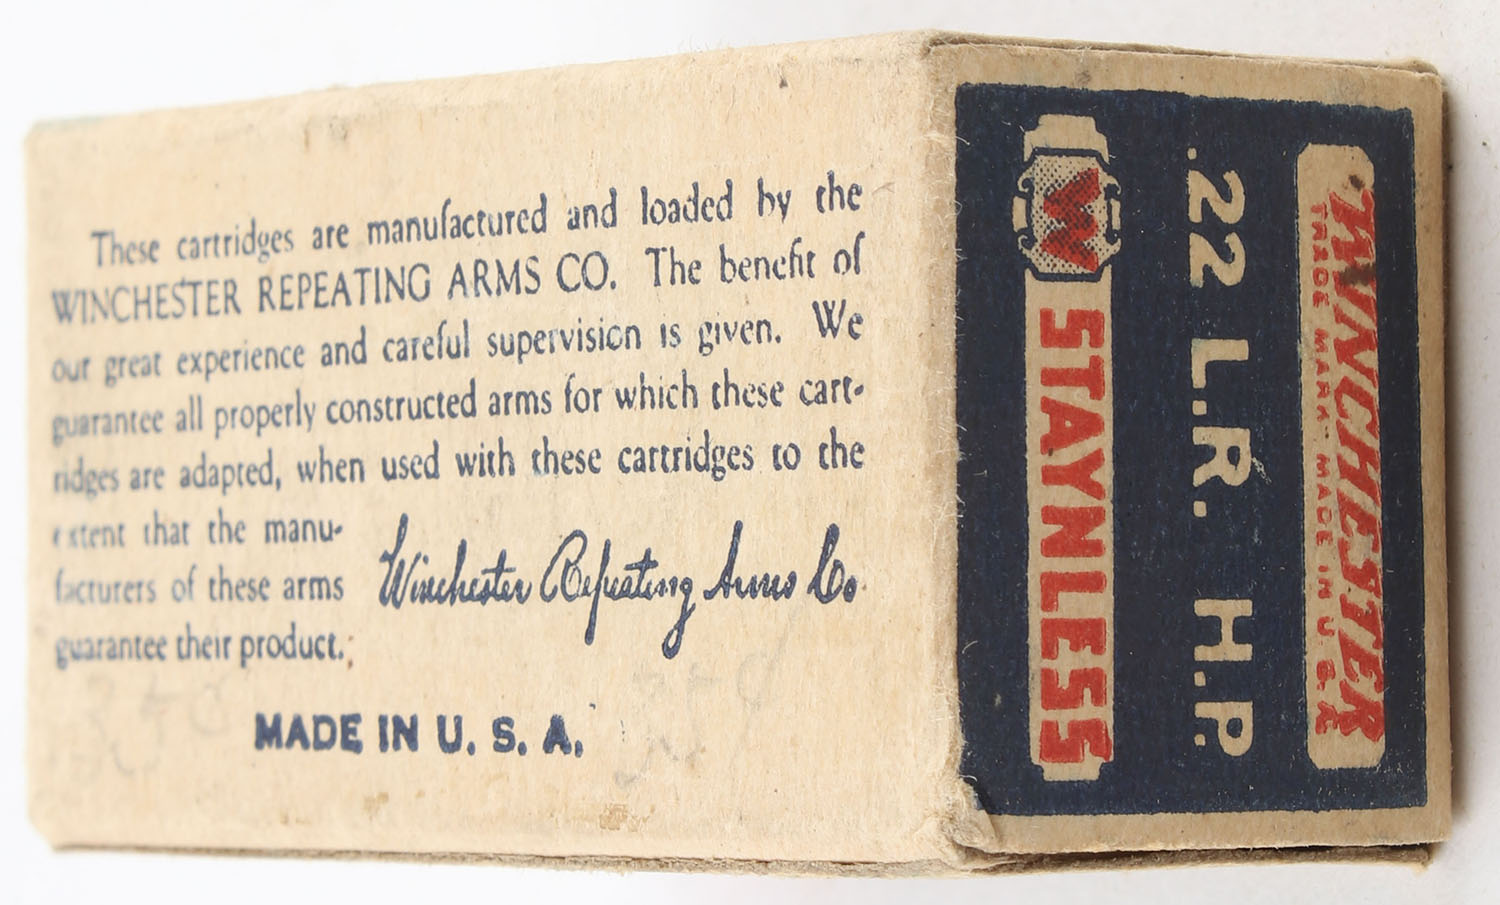 These cartridges are manufactured and loaded by the
WINCHESTER REPEATING ARMS CO. The benefit of
our great experience and careful supervision is given. We
guarantee all properly constructed arms for which these cart-
ridges are adapted, when used with these cartridges to the
extent that the manu-
facturers of these arms
guarantee their product.
Winchester Repeating Arms Co.
MADE IN U. S. A.
WINCHESTER
TRADE MARK MADE IN U.S.A.
.22 L.R. H.P.
W STAYNLESS